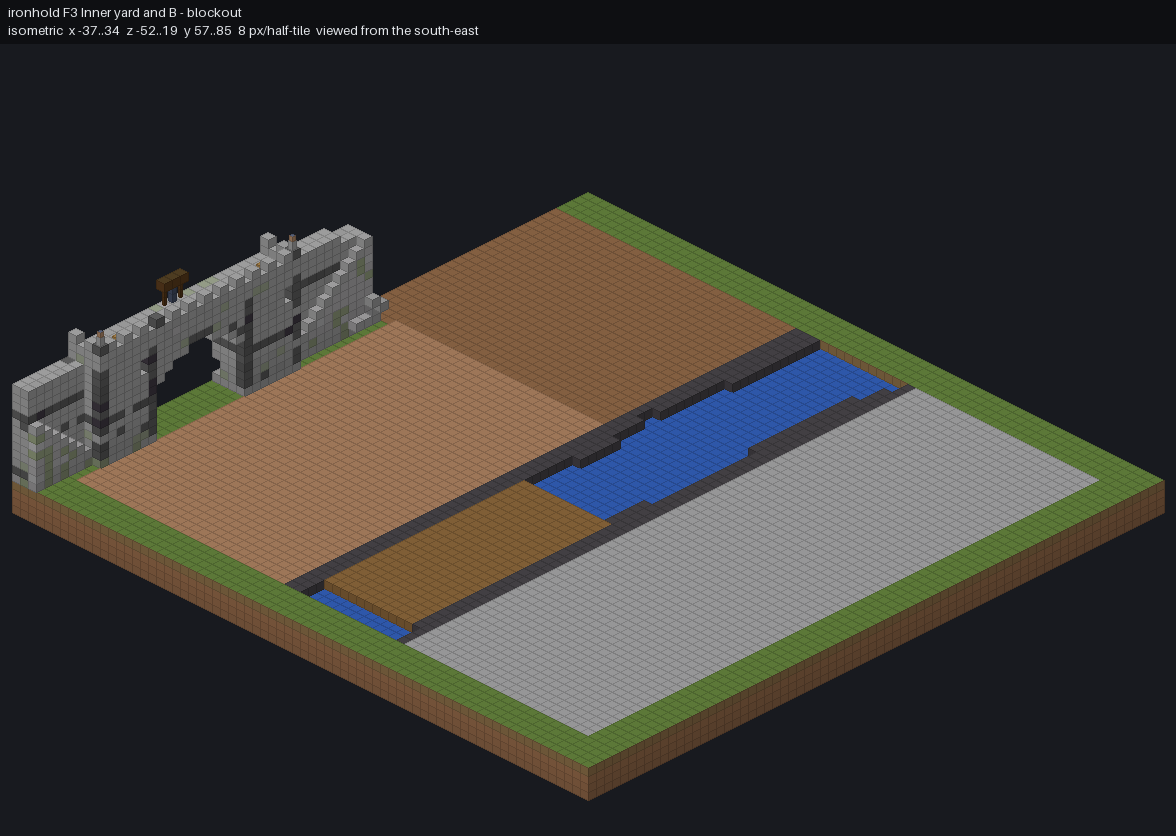 ironhold F3 Inner yard and B - blockout
isometric  x -37..34  z -52..19  y 57..85  8 px/half-tile  viewed from the south-east